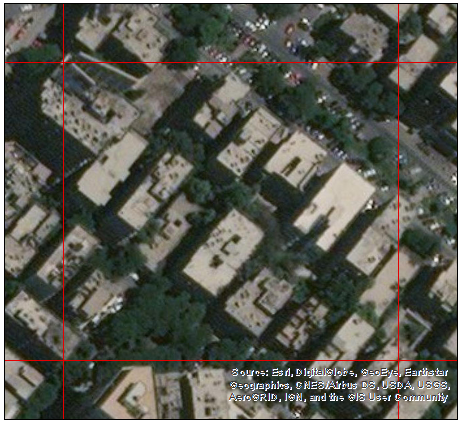 Source: Esri, DigitalGlobe, GeoEye, Earthstar
Geographics, CNES/Airbus DS, USDA, USGS,
AeroGRID, IGN, and the GIS User Community